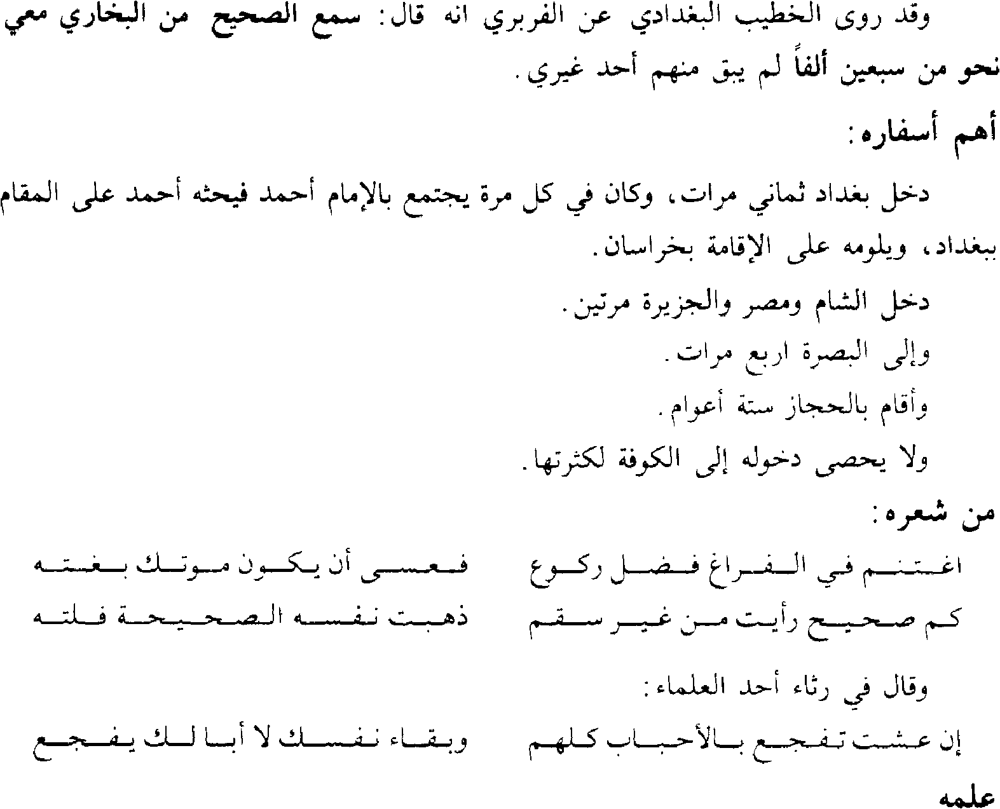 وقد روى الخطيب البغدادي عن الفربري انه قال: سمع الصحيح من البخاري معي
نحو من سبعين ألفاً لم يبق منهم أحد غيري.
أهم أسفاره:
دخل بغداد ثماني مرات، وكان في كل مرة يجتمع بالإمام أحمد فيحثه أحمد على المقام
ببغداد، ويلومه على الإقامة بخراسان.
دخل الشام ومصر والجزيرة مرتين.
وإلى البصرة اربع مرات.
وأقام بالحجاز ستة أعوام.
ولا يحصى دخوله إلى الكوفة لكثرتها.
من شعره:
اغتنم في الفراغ فضل ركوع فعسى أن يكون موتك بغته
كم صحيح رأيت من غير سقم ذهبت نفسه الصحيحة فلته
وقال في رثاء أحد العلماء:
إن عشت تفجع بالأحباب كلهم وبقاء نفسك لا أبا لك يفجع
علمه